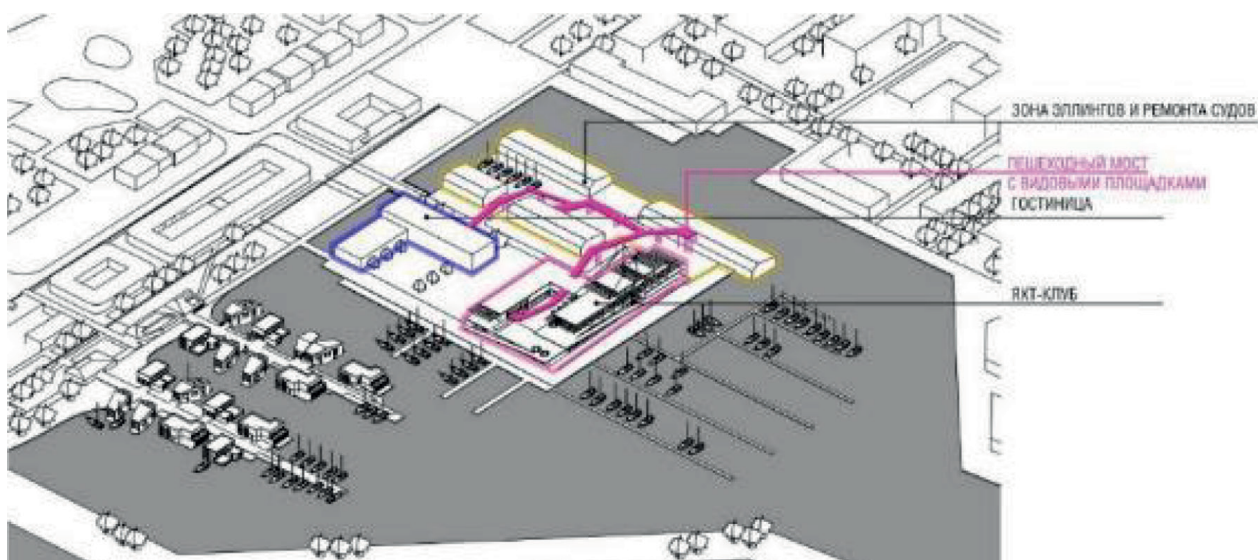 ЗОНА ЭЛЛИНГОВ И РЕМОНТА СУДОВ
ПЕШЕХОДНЫЙ МОСТ
С ВИДОВЫМИ ПЛОЩАДКАМИ
ГОСТИНИЦА
ЯХТ-КЛУБ